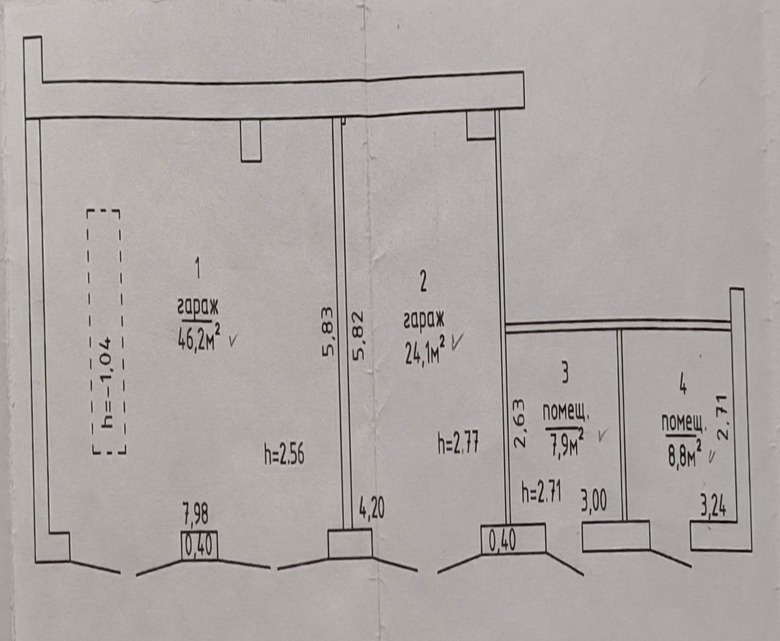 1
гараж
46,2м²
h=-1,04
5,83
h=2.56
7,98
0,40
2
гараж
24,1м²
5,82
h=2.77
4,20
0,40
3
помещ.
7,9м²
2,63
h=2.71
3,00
4
помещ.
8,8м²
2,71
3,24